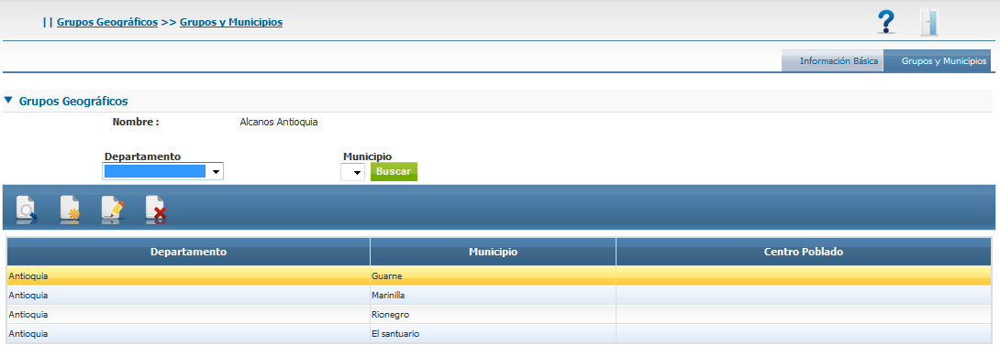 || Grupos Geográficos >> Grupos y Municipios
Información Básica Grupos y Municipios
Grupos Geográficos
Nombre : Alcanos Antioquia
Departamento Municipio
Buscar
Departamento Municipio Centro Poblado
Antioquia Guarne
Antioquia Marinilla
Antioquia Rionegro
Antioquia El santuario